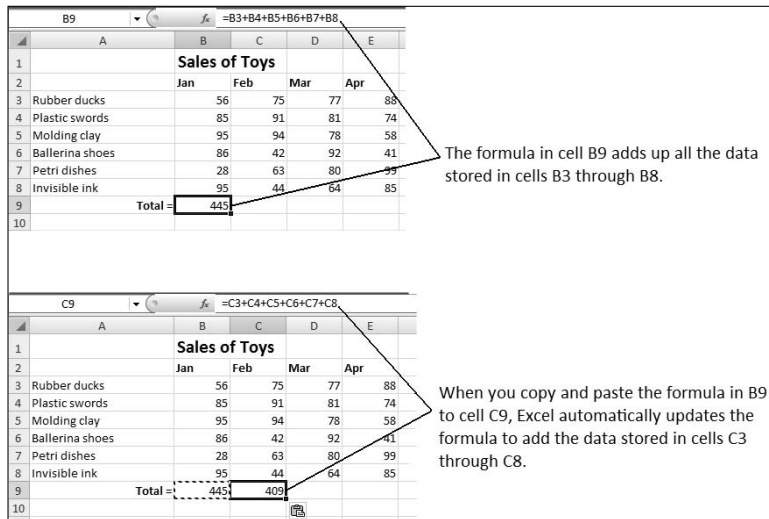 B9 fx =B3+B4+B5+B6+B7+B8
A B C D E
1 Sales of Toys
2 Jan Feb Mar Apr
3 Rubber ducks 56 75 77 88
4 Plastic swords 85 91 81 74
5 Molding clay 95 94 78 58
6 Ballerina shoes 86 42 92 41
7 Petri dishes 28 63 80 99
8 Invisible ink 95 44 64 85
9 Total = 445
10
The formula in cell B9 adds up all the data
stored in cells B3 through B8.
C9 fx =C3+C4+C5+C6+C7+C8
A B C D E
1 Sales of Toys
2 Jan Feb Mar Apr
3 Rubber ducks 56 75 77 88
4 Plastic swords 85 91 81 74
5 Molding clay 95 94 78 58
6 Ballerina shoes 86 42 92 41
7 Petri dishes 28 63 80 99
8 Invisible ink 95 44 64 85
9 Total = 445 409
10
When you copy and paste the formula in B9
to cell C9, Excel automatically updates the
formula to add the data stored in cells C3
through C8.